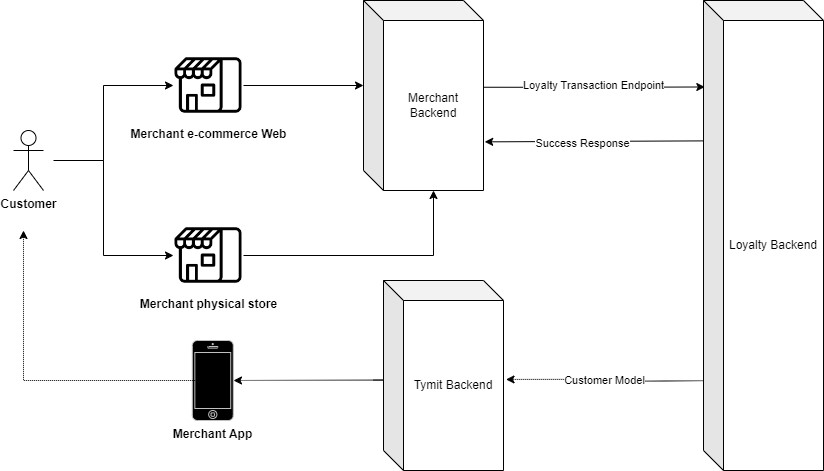 Merchant
Backend
Loyalty Transaction Endpoint
Merchant e-commerce Web
Success Response
Customer
Loyalty Backend
Merchant physical store
Customer Model
Tymit Backend
Merchant App